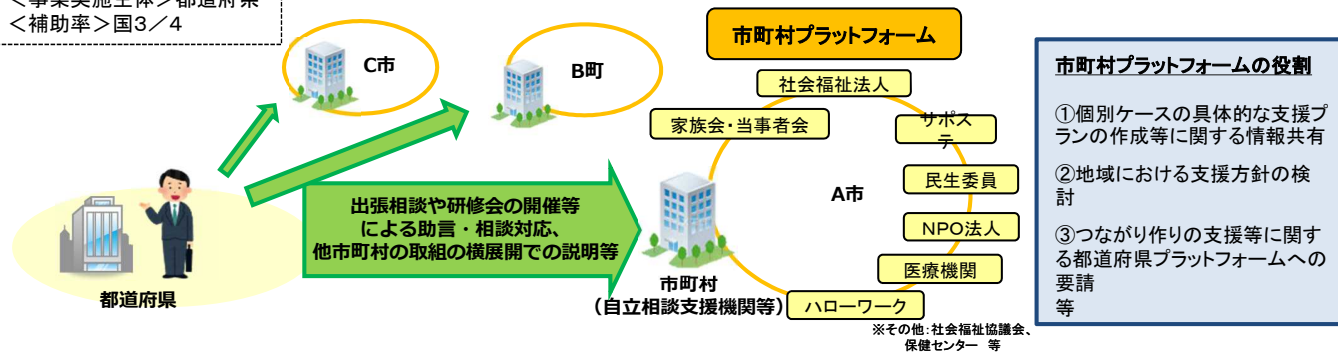 <事業実施主体>都道府県
<補助率>国3／4
市町村プラットフォーム
C市
B町
社会福祉法人
家族会・当事者会
サポス
テ
民生委員
A市
NPO法人
医療機関
ハローワーク
市町村
（自立相談支援機関等）
※その他：社会福祉協議会、
保健センター　等
出張相談や研修会の開催等
による助言・相談対応、
他市町村の取組の横展開での説明等
都道府県
市町村プラットフォームの役割
①個別ケースの具体的な支援プ
ランの作成等に関する情報共有
②地域における支援方針の検
討
③つながり作りの支援等に関す
る都道府県プラットフォームへの
要請
等